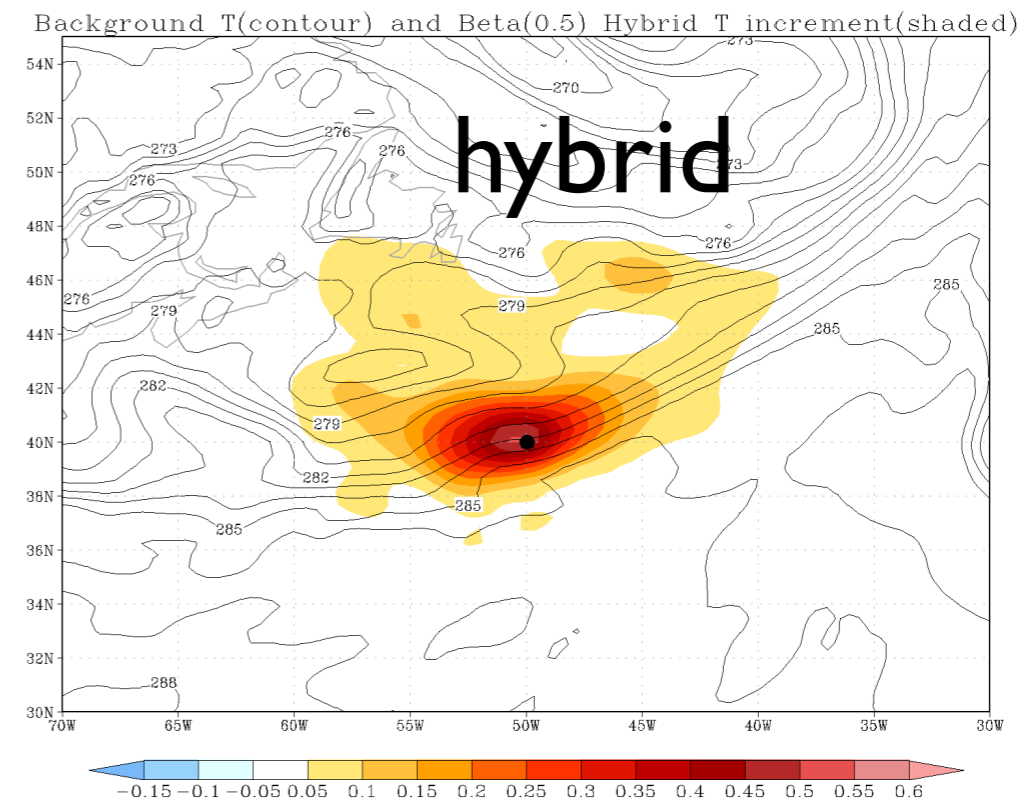 Background T(contour) and Beta(0.5) Hybrid T increment(shaded)
hybrid
54N
52N
50N
48N
46N
44N
42N
40N
38N
36N
34N
32N
30N
273
270
276
273
276
273
276
276
276
276
279
279
285
285
282
279
282
285
285
288
70W 65W 60W 55W 50W 45W 40W 35W 30W
-0.15 -0.1 -0.05 0.05 0.1 0.15 0.2 0.25 0.3 0.35 0.4 0.45 0.5 0.55 0.6